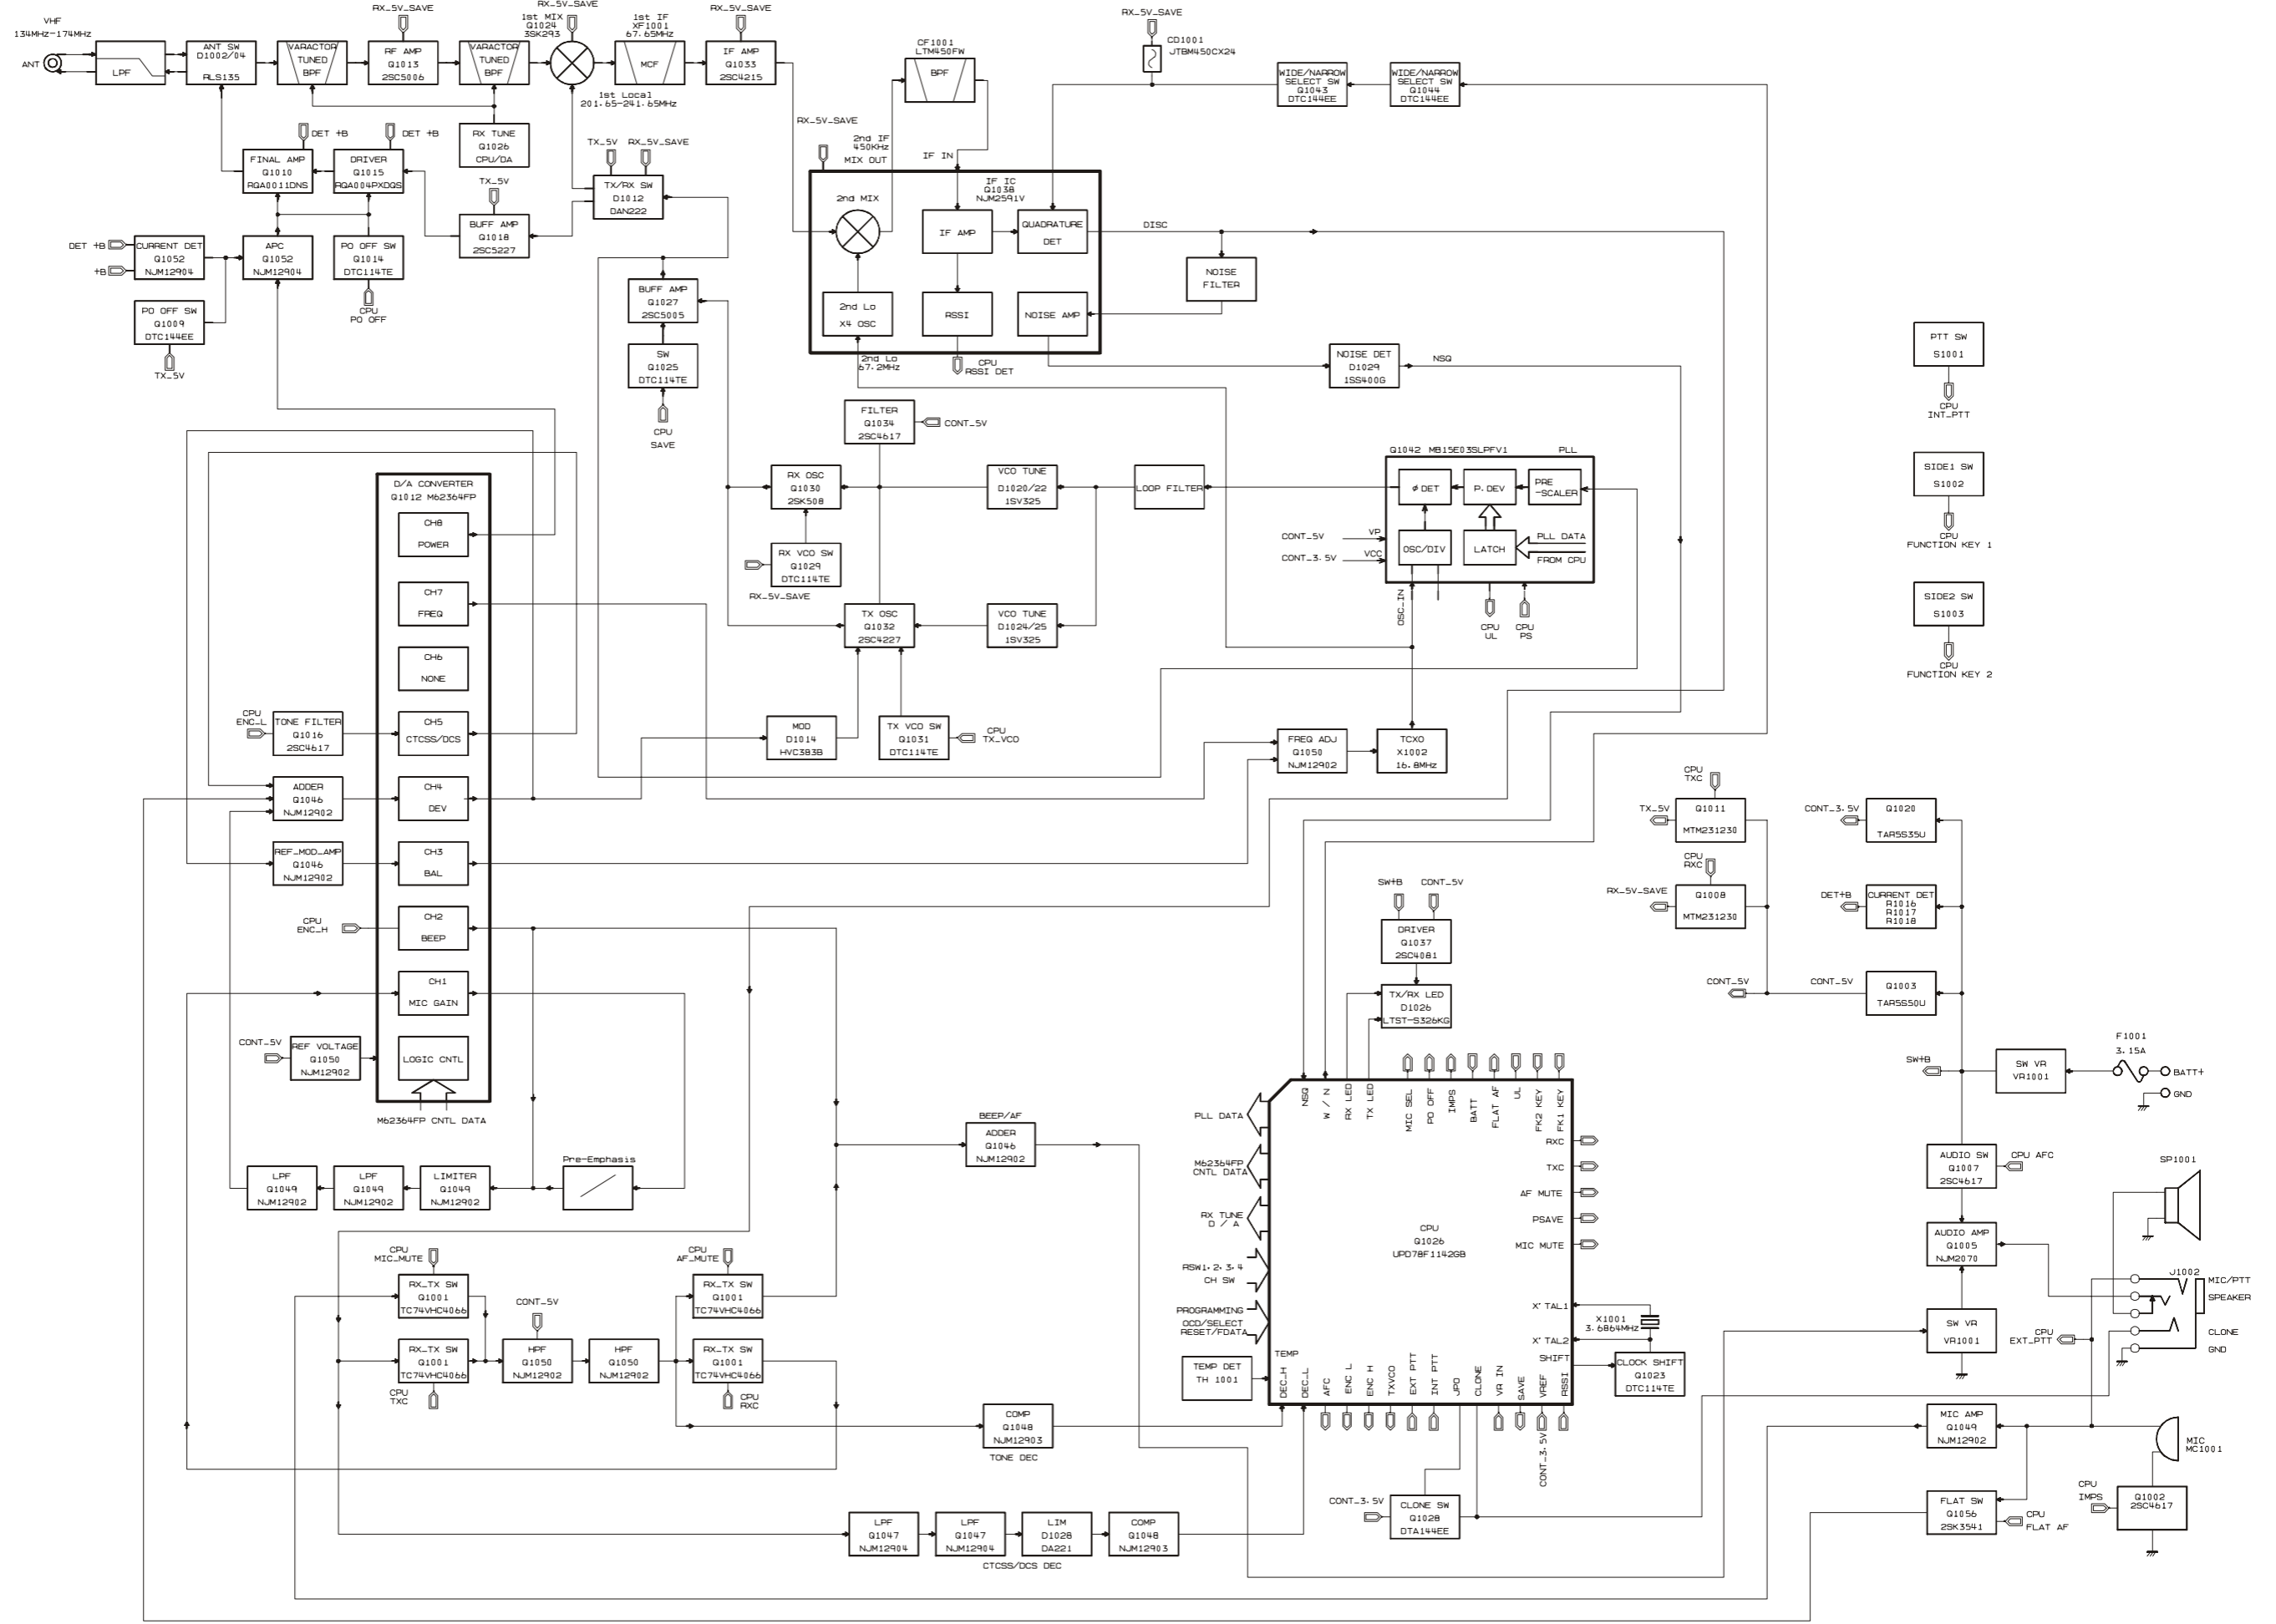 VHF
134MHz-174MHz
ANT
LPF
ANT SW
D1002/04
RLS135
VARACTOR
TUNED
BPF
RX_5V_SAVE
RF AMP
Q1013
2SC5006
VARACTOR
TUNED
BPF
RX_5V_SAVE
1st MIX
Q1024
3SK293
1st IF
XF1001
67.65MHz
MCF
1st Local
201.65-241.65MHz
RX_5V_SAVE
IF AMP
Q1033
2SC4215
CF1001
LTM450FW
BPF
RX_5V_SAVE
CD1001
JTBM450CX24
WIDE/NARROW
SELECT SW
Q1043
DTC144EE
WIDE/NARROW
SELECT SW
Q1044
DTC144EE
RX TUNE
Q1026
CPU/DA
DET +B
FINAL AMP
Q1010
RQA0011DNS
DET +B
DRIVER
Q1015
RQA004PXDQS
TX_5V
BUFF AMP
Q1018
2SC5227
TX_5V
RX_5V_SAVE
TX/RX SW
D1012
DAN222
DET +B
+B
CURRENT DET
Q1052
NJM12904
APC
Q1052
NJM12904
PO OFF SW
Q1014
DTC114TE
CPU
PO OFF
PO OFF SW
Q1009
DTC144EE
TX_5V
BUFF AMP
Q1027
2SC5005
SW
Q1025
DTC114TE
CPU
SAVE
RX_5V_SAVE
2nd IF
450KHz
MIX OUT
IF IN
IF IC
Q1038
NJM2591V
2nd MIX
IF AMP
QUADRATURE
DET
2nd Lo
X4 OSC
RSSI
NOISE AMP
2nd Lo
67.2MHz
CPU
RSSI DET
DISC
NOISE
FILTER
NOISE DET
D1029
1SS400G
NSQ
PTT SW
S1001
CPU
INT_PTT
SIDE1 SW
S1002
CPU
FUNCTION KEY 1
SIDE2 SW
S1003
CPU
FUNCTION KEY 2
FILTER
Q1034
2SC4617
CONT_5V
RX OSC
Q1030
2SK508
RX VCO SW
Q1029
DTC114TE
RX_5V_SAVE
VCO TUNE
D1020/22
1SV325
LOOP FILTER
TX OSC
Q1032
2SC4227
VCO TUNE
D1024/25
1SV325
Q1042 MB15E03SLPFV1
PLL
ø DET
P.DEV
PRE
-SCALER
OSC/DIV
LATCH
PLL DATA
FROM CPU
CONT_5V
VP
CONT_3.5V
VCC
OSC_IN
CPU
UL
CPU
PS
D/A CONVERTER
Q1012 M62364FP
CH8
POWER
CH7
FREQ
CH6
NONE
CH5
CTCSS/DCS
CH4
DEV
CH3
BAL
CH2
BEEP
CH1
MIC GAIN
LOGIC CNTL
M62364FP CNTL DATA
CPU
ENC_L
TONE FILTER
Q1016
2SC4617
ADDER
Q1046
NJM12902
REF_MOD_AMP
Q1046
NJM12902
CPU
ENC_H
CONT_5V
REF VOLTAGE
Q1050
NJM12902
MOD
D1014
HVC383B
TX VCO SW
Q1031
DTC114TE
CPU
TX_VCO
FREQ ADJ
Q1050
NJM12902
TCXO
X1002
16.8MHz
CPU
TXC
TX_5V
Q1011
MTM231230
CPU
RXC
RX_5V_SAVE
Q1008
MTM231230
CONT_3.5V
Q1020
TAR5S35U
DET+B
CURRENT DET
R1016
R1017
R1018
CONT_5V
CONT_5V
Q1003
TAR5S50U
SW+B
SW VR
VR1001
F1001
3.15A
BATT+
GND
SW+B
CONT_5V
DRIVER
Q1037
2SC4081
TX/RX LED
D1026
LTST-S326KG
LPF
Q1049
NJM12902
LPF
Q1049
NJM12902
LIMITER
Q1049
NJM12902
Pre-Emphasis
BEEP/AF
ADDER
Q1046
NJM12902
CPU
MIC_MUTE
RX_TX SW
Q1001
TC74VHC4066
RX_TX SW
Q1001
TC74VHC4066
CPU
TXC
CONT_5V
HPF
Q1050
NJM12902
HPF
Q1050
NJM12902
CPU
AF_MUTE
RX_TX SW
Q1001
TC74VHC4066
RX_TX SW
Q1001
TC74VHC4066
CPU
RXC
COMP
Q1048
NJM12903
TONE DEC
LPF
Q1047
NJM12904
LPF
Q1047
NJM12904
LIM
D1028
DA221
COMP
Q1048
NJM12903
CTCSS/DCS DEC
PLL DATA
M62364FP
CNTL DATA
RX TUNE
D / A
RSW1.2.3.4
CH SW
PROGRAMMING
OCD/SELECT
RESET/FDATA
TEMP DET
TH 1001
TEMP
NSQ
W / N
RX LED
TX LED
MIC SEL
PO OFF
IMPS
BATT
FLAT AF
UL
FK2 KEY
FK1 KEY
RXC
TXC
AF MUTE
PSAVE
MIC MUTE
CPU
Q1026
UPD78F1142GB
X' TAL1
X' TAL2
SHIFT
X1001
3.6864MHz
CLOCK SHIFT
Q1023
DTC114TE
DEC_H
DEC_L
AFC
ENC L
ENC H
TXVCO
EXT PTT
INT PTT
JPO
CLONE
VR IN
SAVE
VREF
RSSI
CONT_3.5V
CONT_3.5V
CLONE SW
Q1028
DTA144EE
AUDIO SW
Q1007
2SC4617
CPU AFC
AUDIO AMP
Q1005
NJM2070
SW VR
VR1001
SP1001
J1002
MIC/PTT
SPEAKER
CLONE
GND
CPU
EXT_PTT
MIC AMP
Q1049
NJM12902
MIC
MC1001
FLAT SW
Q1056
2SK3541
CPU
FLAT AF
CPU
IMPS
Q1002
2SC4617